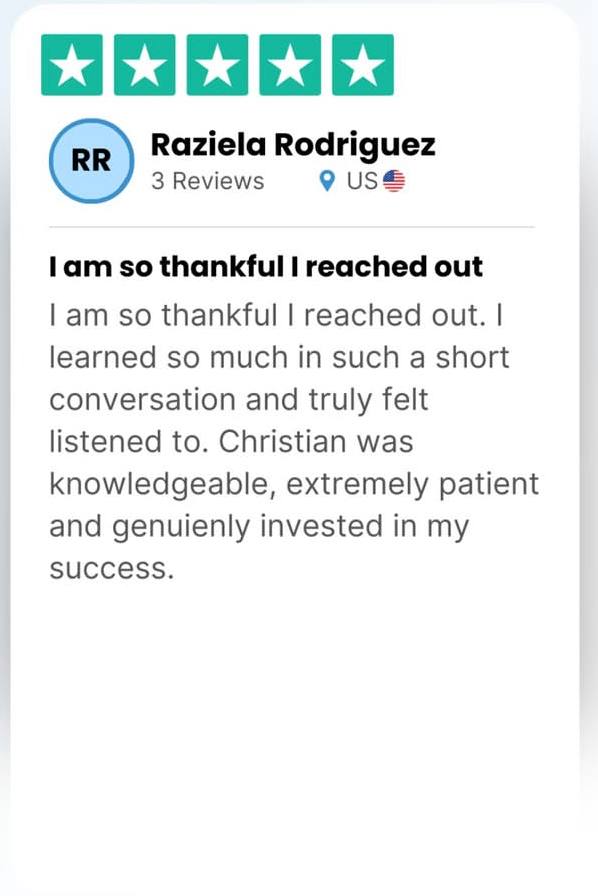 RR
Raziela Rodriguez
3 Reviews US
I am so thankful I reached out
I am so thankful I reached out. I
learned so much in such a short
conversation and truly felt
listened to. Christian was
knowledgeable, extremely patient
and genuienly invested in my
success.